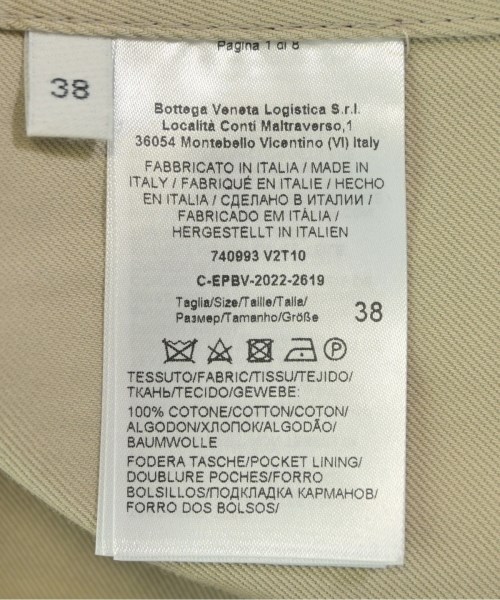 38
Pagina 1 di 8
Bottega Veneta Logistica S.r.l.
Località Conti Maltraverso,1
36054 Montebello Vicentino (VI) Italy
FABBRICATO IN ITALIA / MADE IN
ITALY / FABRIQUÉ EN ITALIE / HECHO
EN ITALIA / СДЕЛАНО В ИТАЛИИ /
FABRICADO EM ITÁLIA /
HERGESTELLT IN ITALIEN
740993 V2T10
C-EPBV-2022-2619
Taglia/Size/Taille/Talla/
Размер/Tamanho/Größe 38
P
TESSUTO/FABRIC/TISSU/TEJIDO/
ТКАНЬ/TECIDO/GEWEBE:
100% COTONE/COTTON/COTON/
ALGODON/ХЛОПОК/ALGODÃO/
BAUMWOLLE
FODERA TASCHE/POCKET LINING/
DOUBLURE POCHES/FORRO
BOLSILLOS/ПОДКЛАДКА КАРМАНОВ/
FORRO DOS BOLSOS/